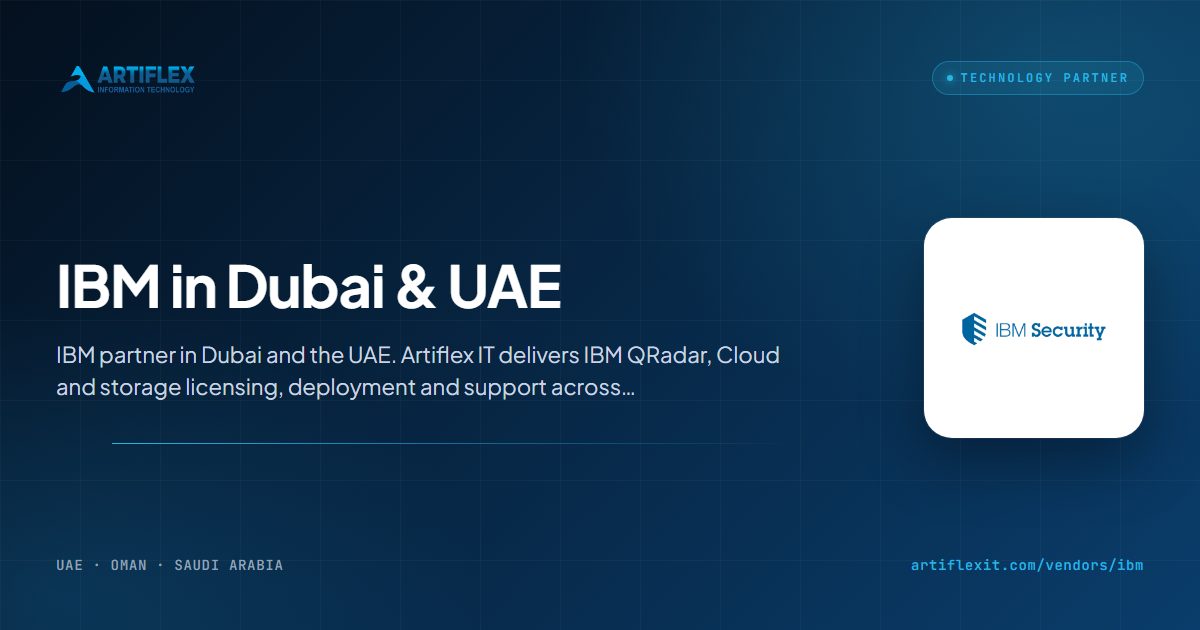 ARTIFLEX
INFORMATION TECHNOLOGY
TECHNOLOGY PARTNER
IBM in Dubai & UAE
IBM partner in Dubai and the UAE. Artiflex IT delivers IBM QRadar, Cloud
and storage licensing, deployment and support across...
IBM Security
UAE · OMAN · SAUDI ARABIA
artiflexit.com/vendors/ibm